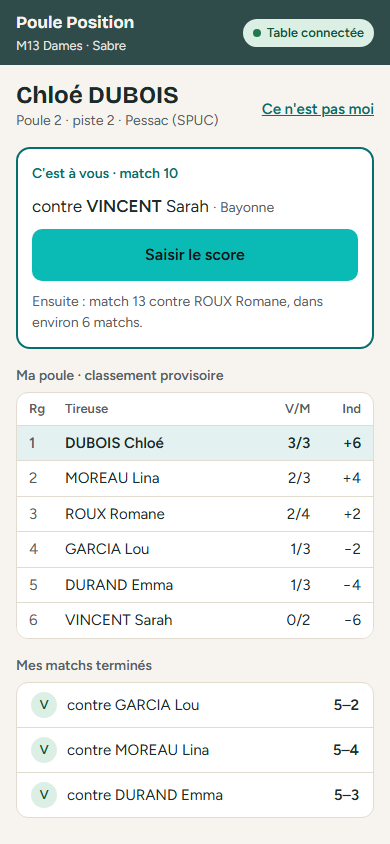 Poule Position
M13 Dames · Sabre
Table connectée
Chloé DUBOIS
Poule 2 · piste 2 · Pessac (SPUC)
Ce n'est pas moi
C'est à vous · match 10
contre VINCENT Sarah · Bayonne
Saisir le score
Ensuite : match 13 contre ROUX Romane, dans
environ 6 matchs.
Ma poule · classement provisoire
Rg Tireuse V/M Ind
1 DUBOIS Chloé 3/3 +6
2 MOREAU Lina 2/3 +4
3 ROUX Romane 2/4 +2
4 GARCIA Lou 1/3 −2
5 DURAND Emma 1/3 −4
6 VINCENT Sarah 0/2 −6
Mes matchs terminés
V contre GARCIA Lou 5–2
V contre MOREAU Lina 5–4
V contre DURAND Emma 5–3